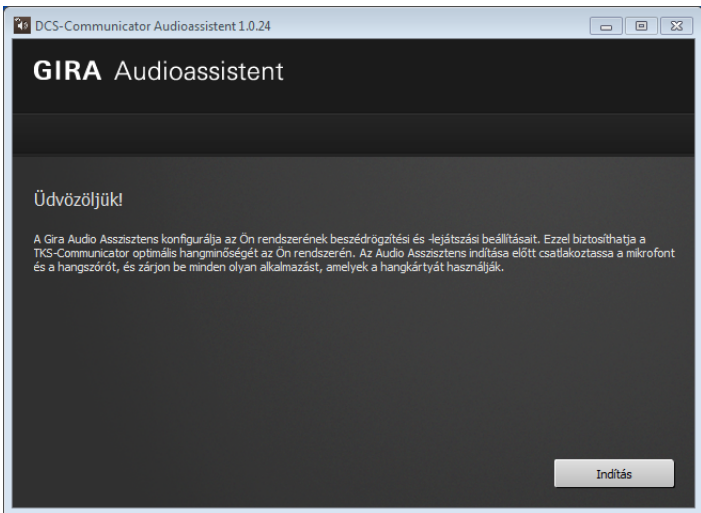 DCS-Communicator Audioassistent 1.0.24
GIRA Audioassistent
Üdvözöljük!
A Gira Audio Asszisztens konfigurálja az Ön rendszerének beszédrögzítési és -lejátszási beállításait. Ezzel biztosíthatja a
TKS-Communicator optimális hangminőségét az Ön rendszerén. Az Audio Asszisztens indítása előtt csatlakoztassa a mikrofont
és a hangszórót, és zárjon be minden olyan alkalmazást, amelyek a hangkártyát használják.
Indítás